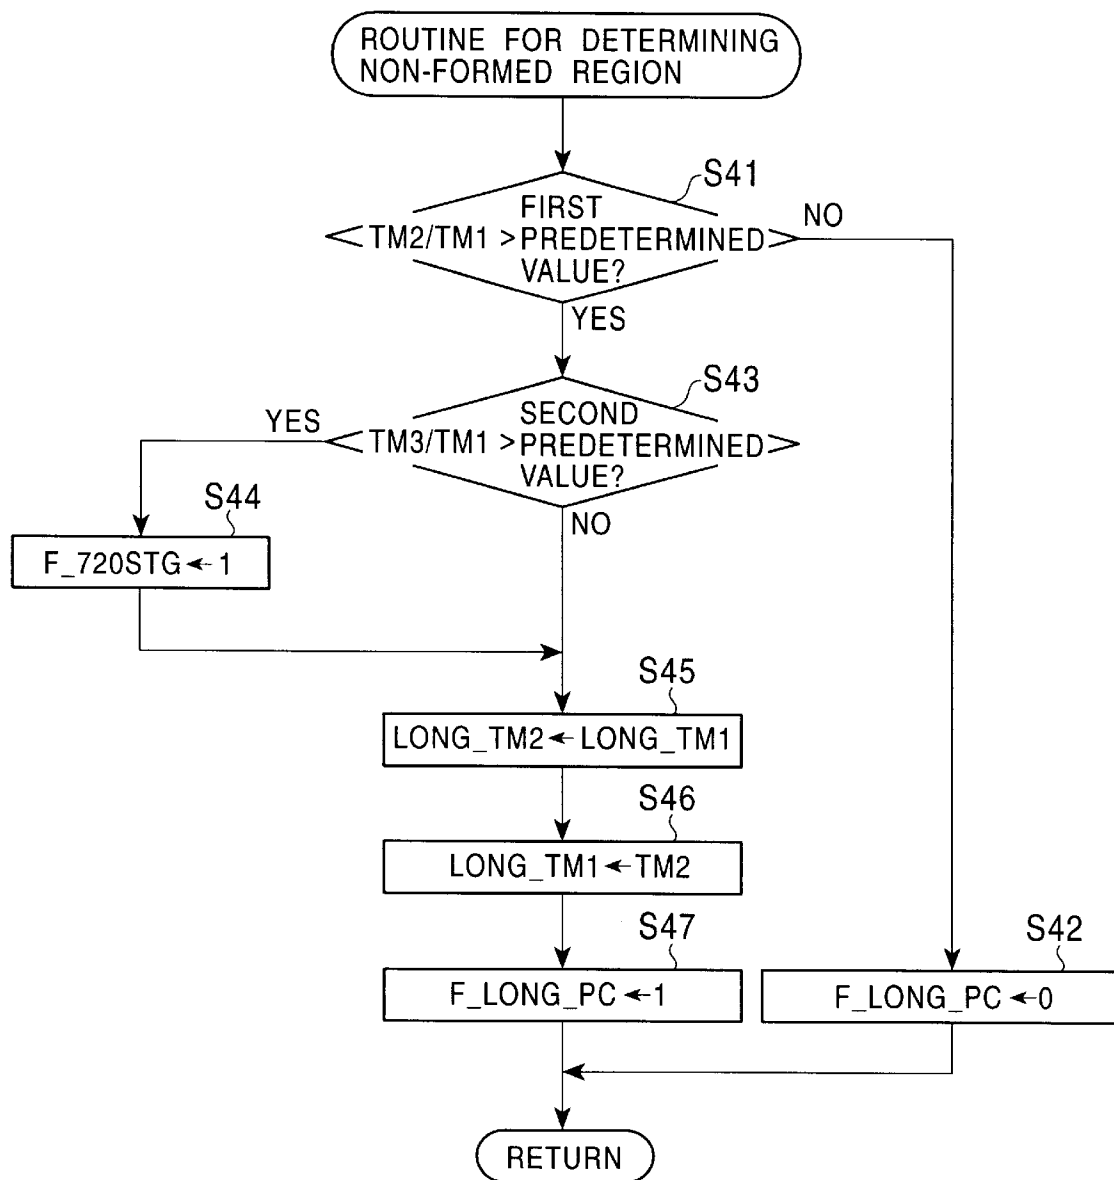 ROUTINE FOR DETERMINING
NON-FORMED REGION
S41
FIRST
TM2/TM1 > PREDETERMINED
VALUE?
NO
YES
S43
SECOND
TM3/TM1 > PREDETERMINED
VALUE?
YES
NO
S44
F_720STG←1
S45
LONG_TM2←LONG_TM1
S46
LONG_TM1←TM2
S47
F_LONG_PC←1
S42
F_LONG_PC←0
RETURN